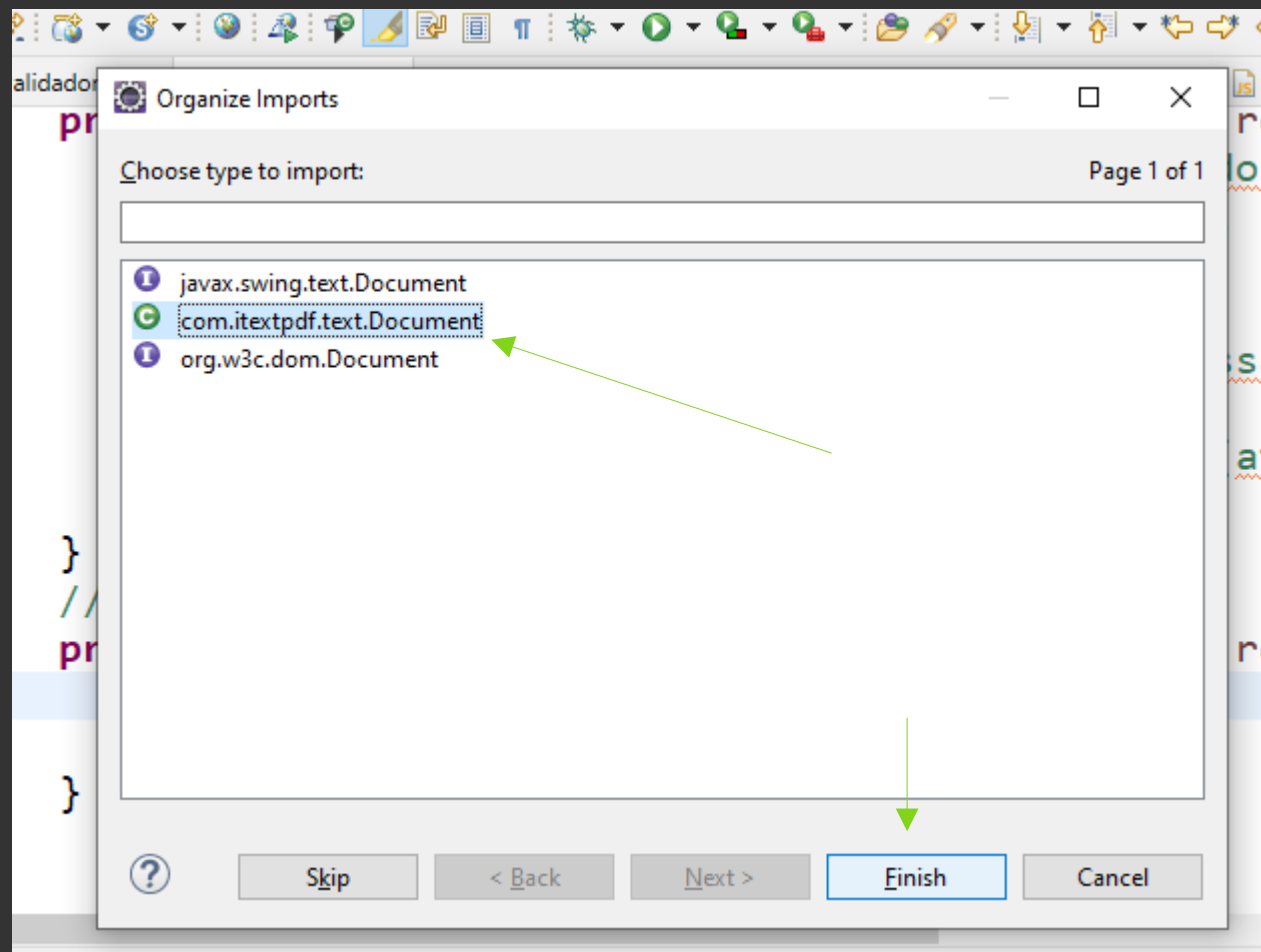 alidador
Organize Imports
Choose type to import:
Page 1 of 1
javax.swing.text.Document
com.itextpdf.text.Document
org.w3c.dom.Document
}
//
}
Skip
< Back
Next >
Finish
Cancel